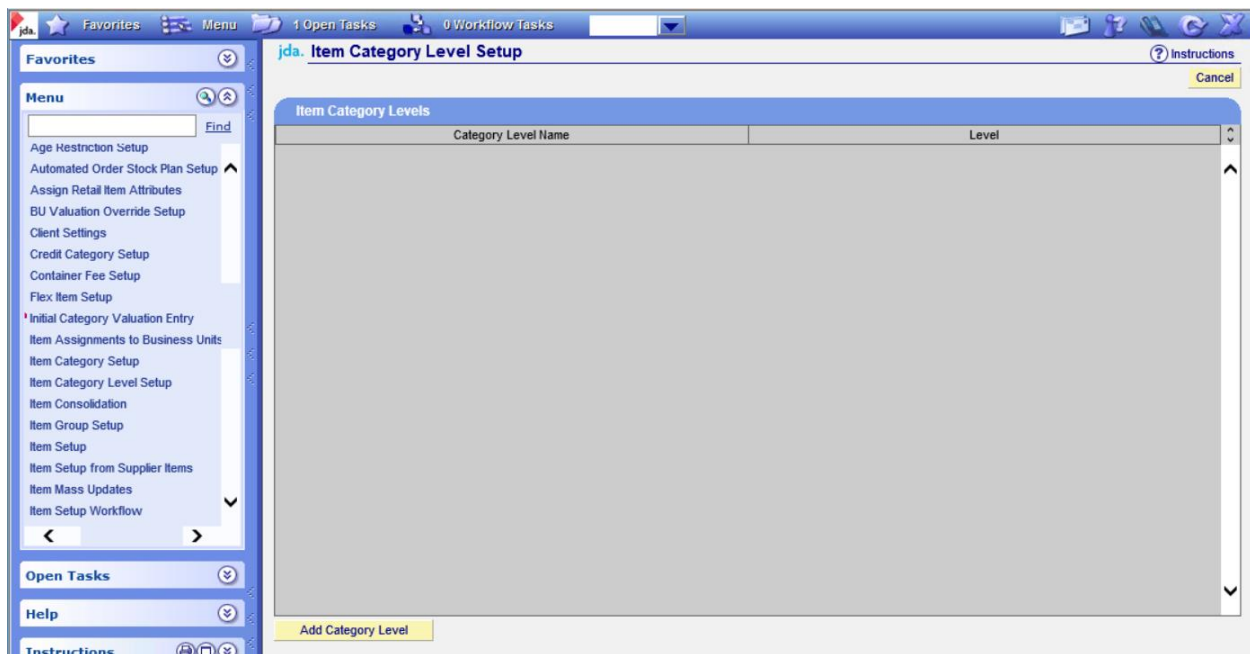 jda. Favorites Menu 1 Open Tasks 0 Workflow Tasks
Favorites
Menu
Find
Age Restriction Setup
Automated Order Stock Plan Setup
Assign Retail Item Attributes
BU Valuation Override Setup
Client Settings
Credit Category Setup
Container Fee Setup
Flex Item Setup
Initial Category Valuation Entry
Item Assignments to Business Units
Item Category Setup
Item Category Level Setup
Item Consolidation
Item Group Setup
Item Setup
Item Setup from Supplier Items
Item Mass Updates
Item Setup Workflow
Open Tasks
Help
Instructions
jda. Item Category Level Setup
Instructions
Cancel
Item Category Levels
Category Level Name Level
Add Category Level